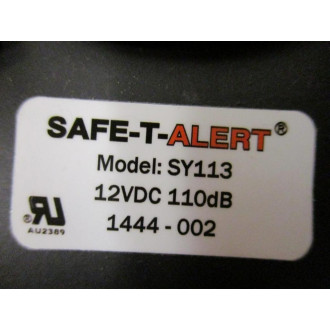 SAFE-T-ALERT®
Model: SY113
12VDC 110dB
1444 - 002
AU2389